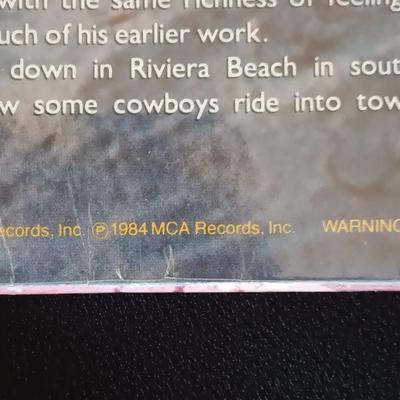 with the same richness of feeling
uch of his earlier work.
down in Riviera Beach in sout
w some cowboys ride into tow
ecords, Inc. ℗1984 MCA Records, Inc. WARNING